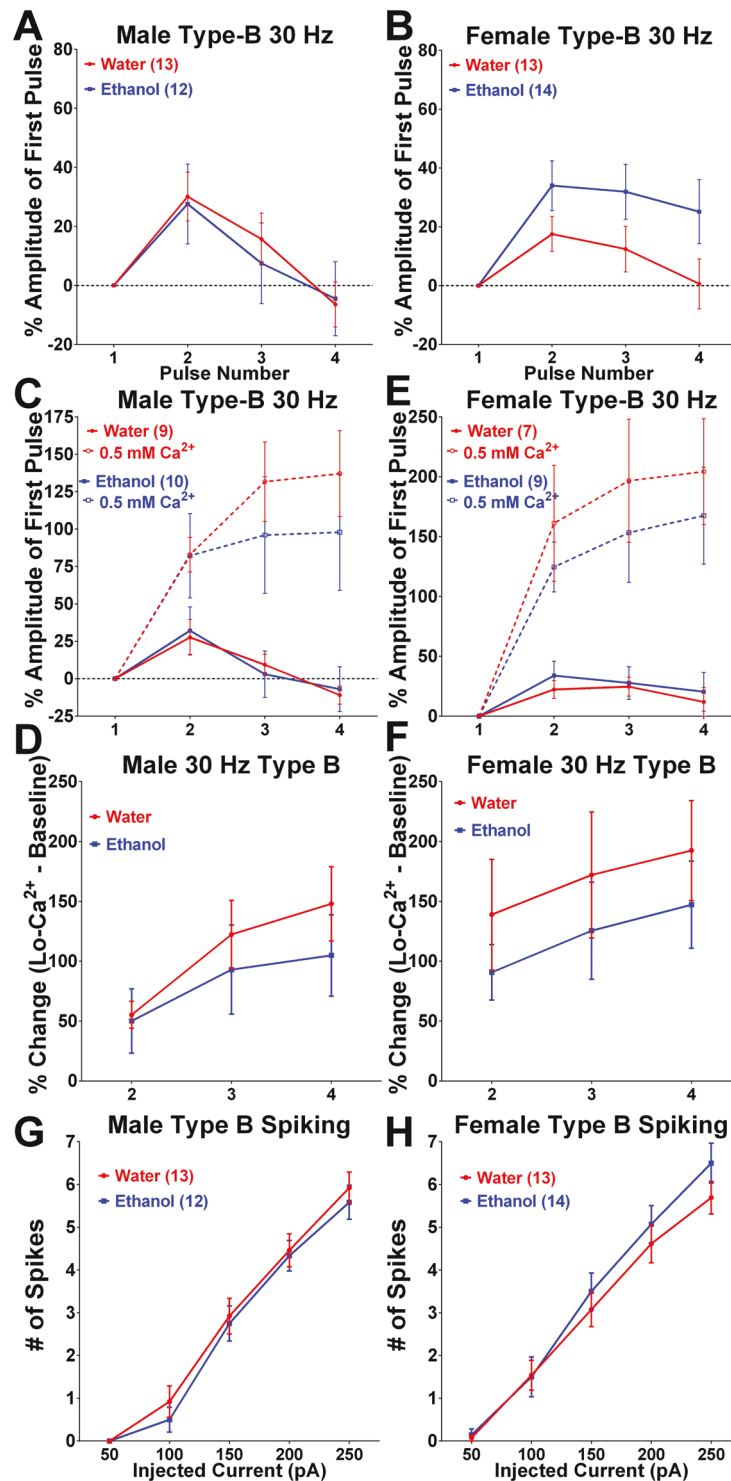 A
Male Type-B 30 Hz
Water (13)
Ethanol (12)
% Amplitude of First Pulse
80
60
40
20
0
-20
1 2 3 4
Pulse Number
B
Female Type-B 30 Hz
Water (13)
Ethanol (14)
% Amplitude of First Pulse
80
60
40
20
0
-20
1 2 3 4
Pulse Number
C
Male Type-B 30 Hz
Water (9)
0.5 mM Ca²⁺
Ethanol (10)
0.5 mM Ca²⁺
% Amplitude of First Pulse
175
150
125
100
75
50
25
0
-25
1 2 3 4
E
Female Type-B 30 Hz
Water (7)
0.5 mM Ca²⁺
Ethanol (9)
0.5 mM Ca²⁺
% Amplitude of First Pulse
250
200
150
100
50
0
1 2 3 4
D
Male 30 Hz Type B
Water
Ethanol
% Change (Lo-Ca²⁺ - Baseline)
250
200
150
100
50
0
2 3 4
F
Female 30 Hz Type B
Water
Ethanol
% Change (Lo-Ca²⁺ - Baseline)
250
200
150
100
50
0
2 3 4
G
Male Type B Spiking
Water (13)
Ethanol (12)
# of Spikes
7
6
5
4
3
2
1
0
50 100 150 200 250
Injected Current (pA)
H
Female Type B Spiking
Water (13)
Ethanol (14)
# of Spikes
7
6
5
4
3
2
1
0
50 100 150 200 250
Injected Current (pA)